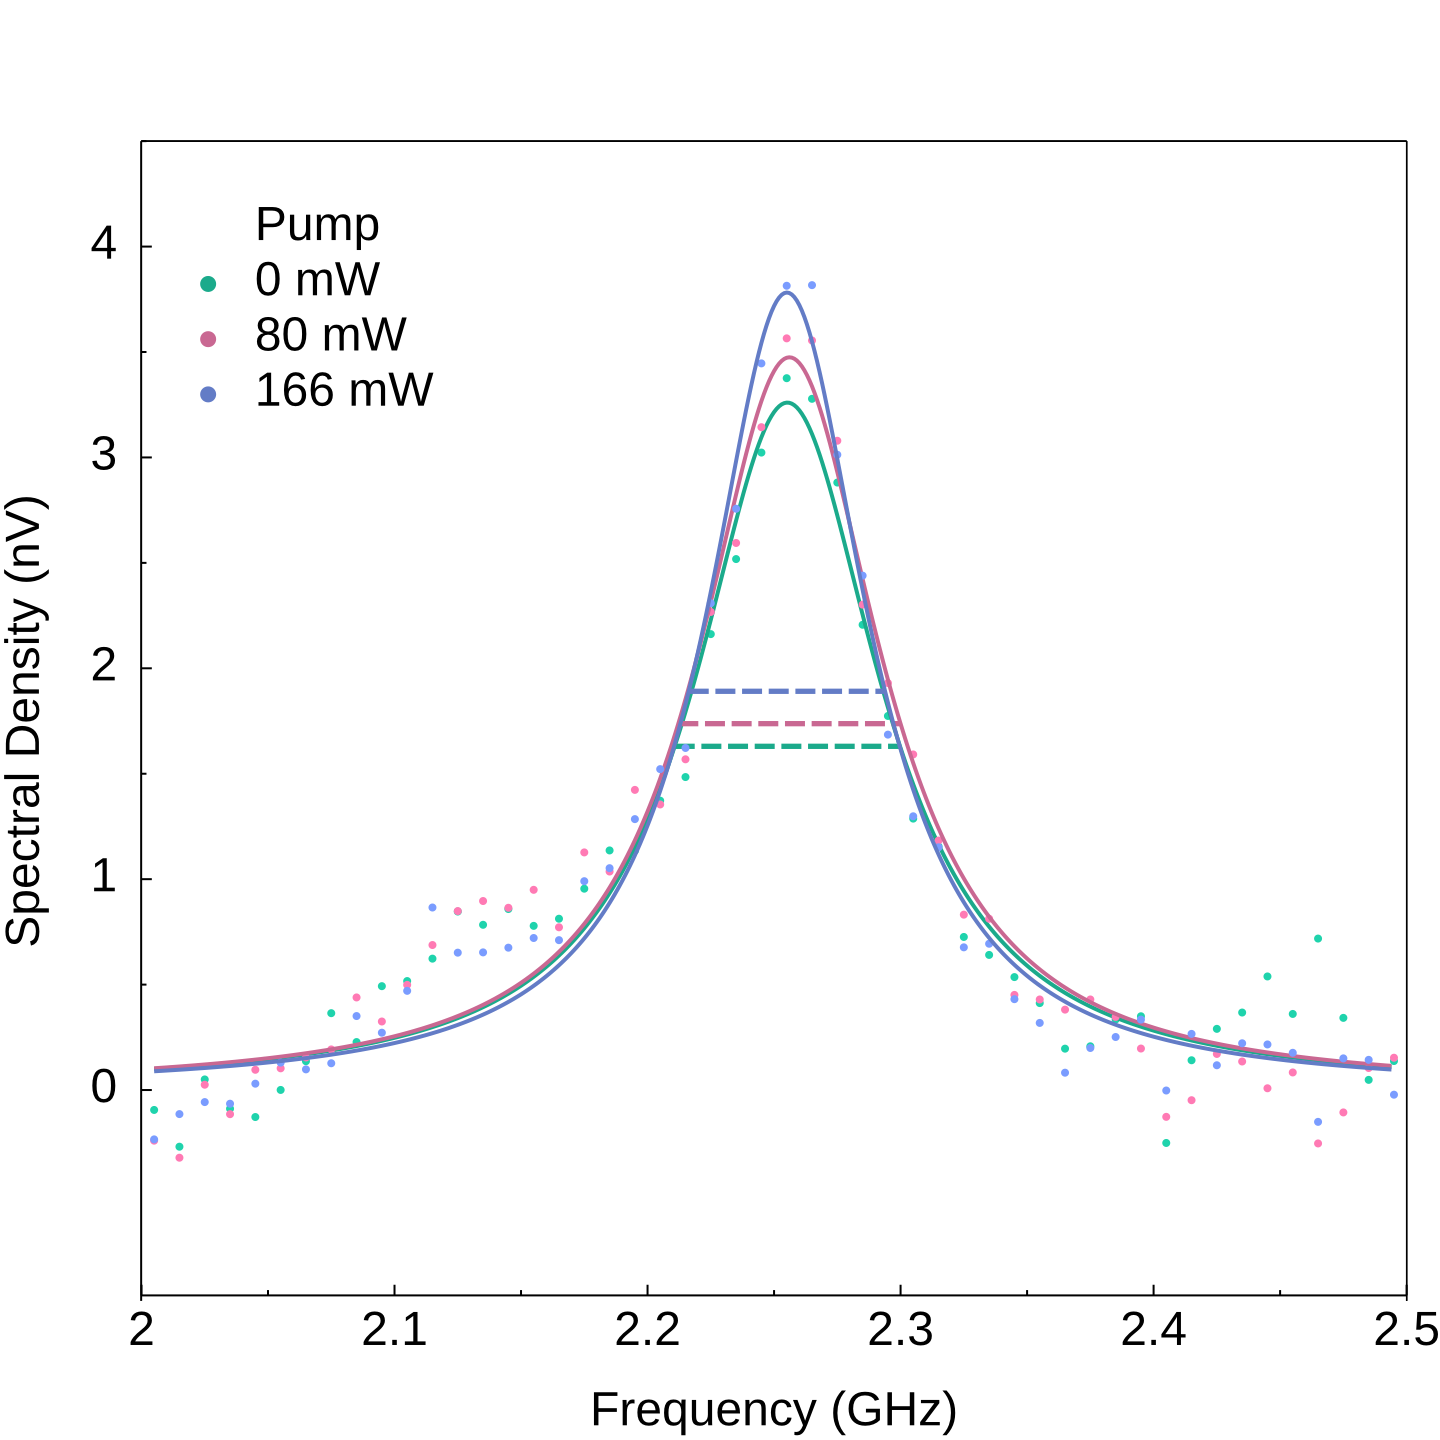 Pump
0 mW
80 mW
166 mW
4
3
2
1
0
Spectral Density (nV)
2 2.1 2.2 2.3 2.4 2.5
Frequency (GHz)